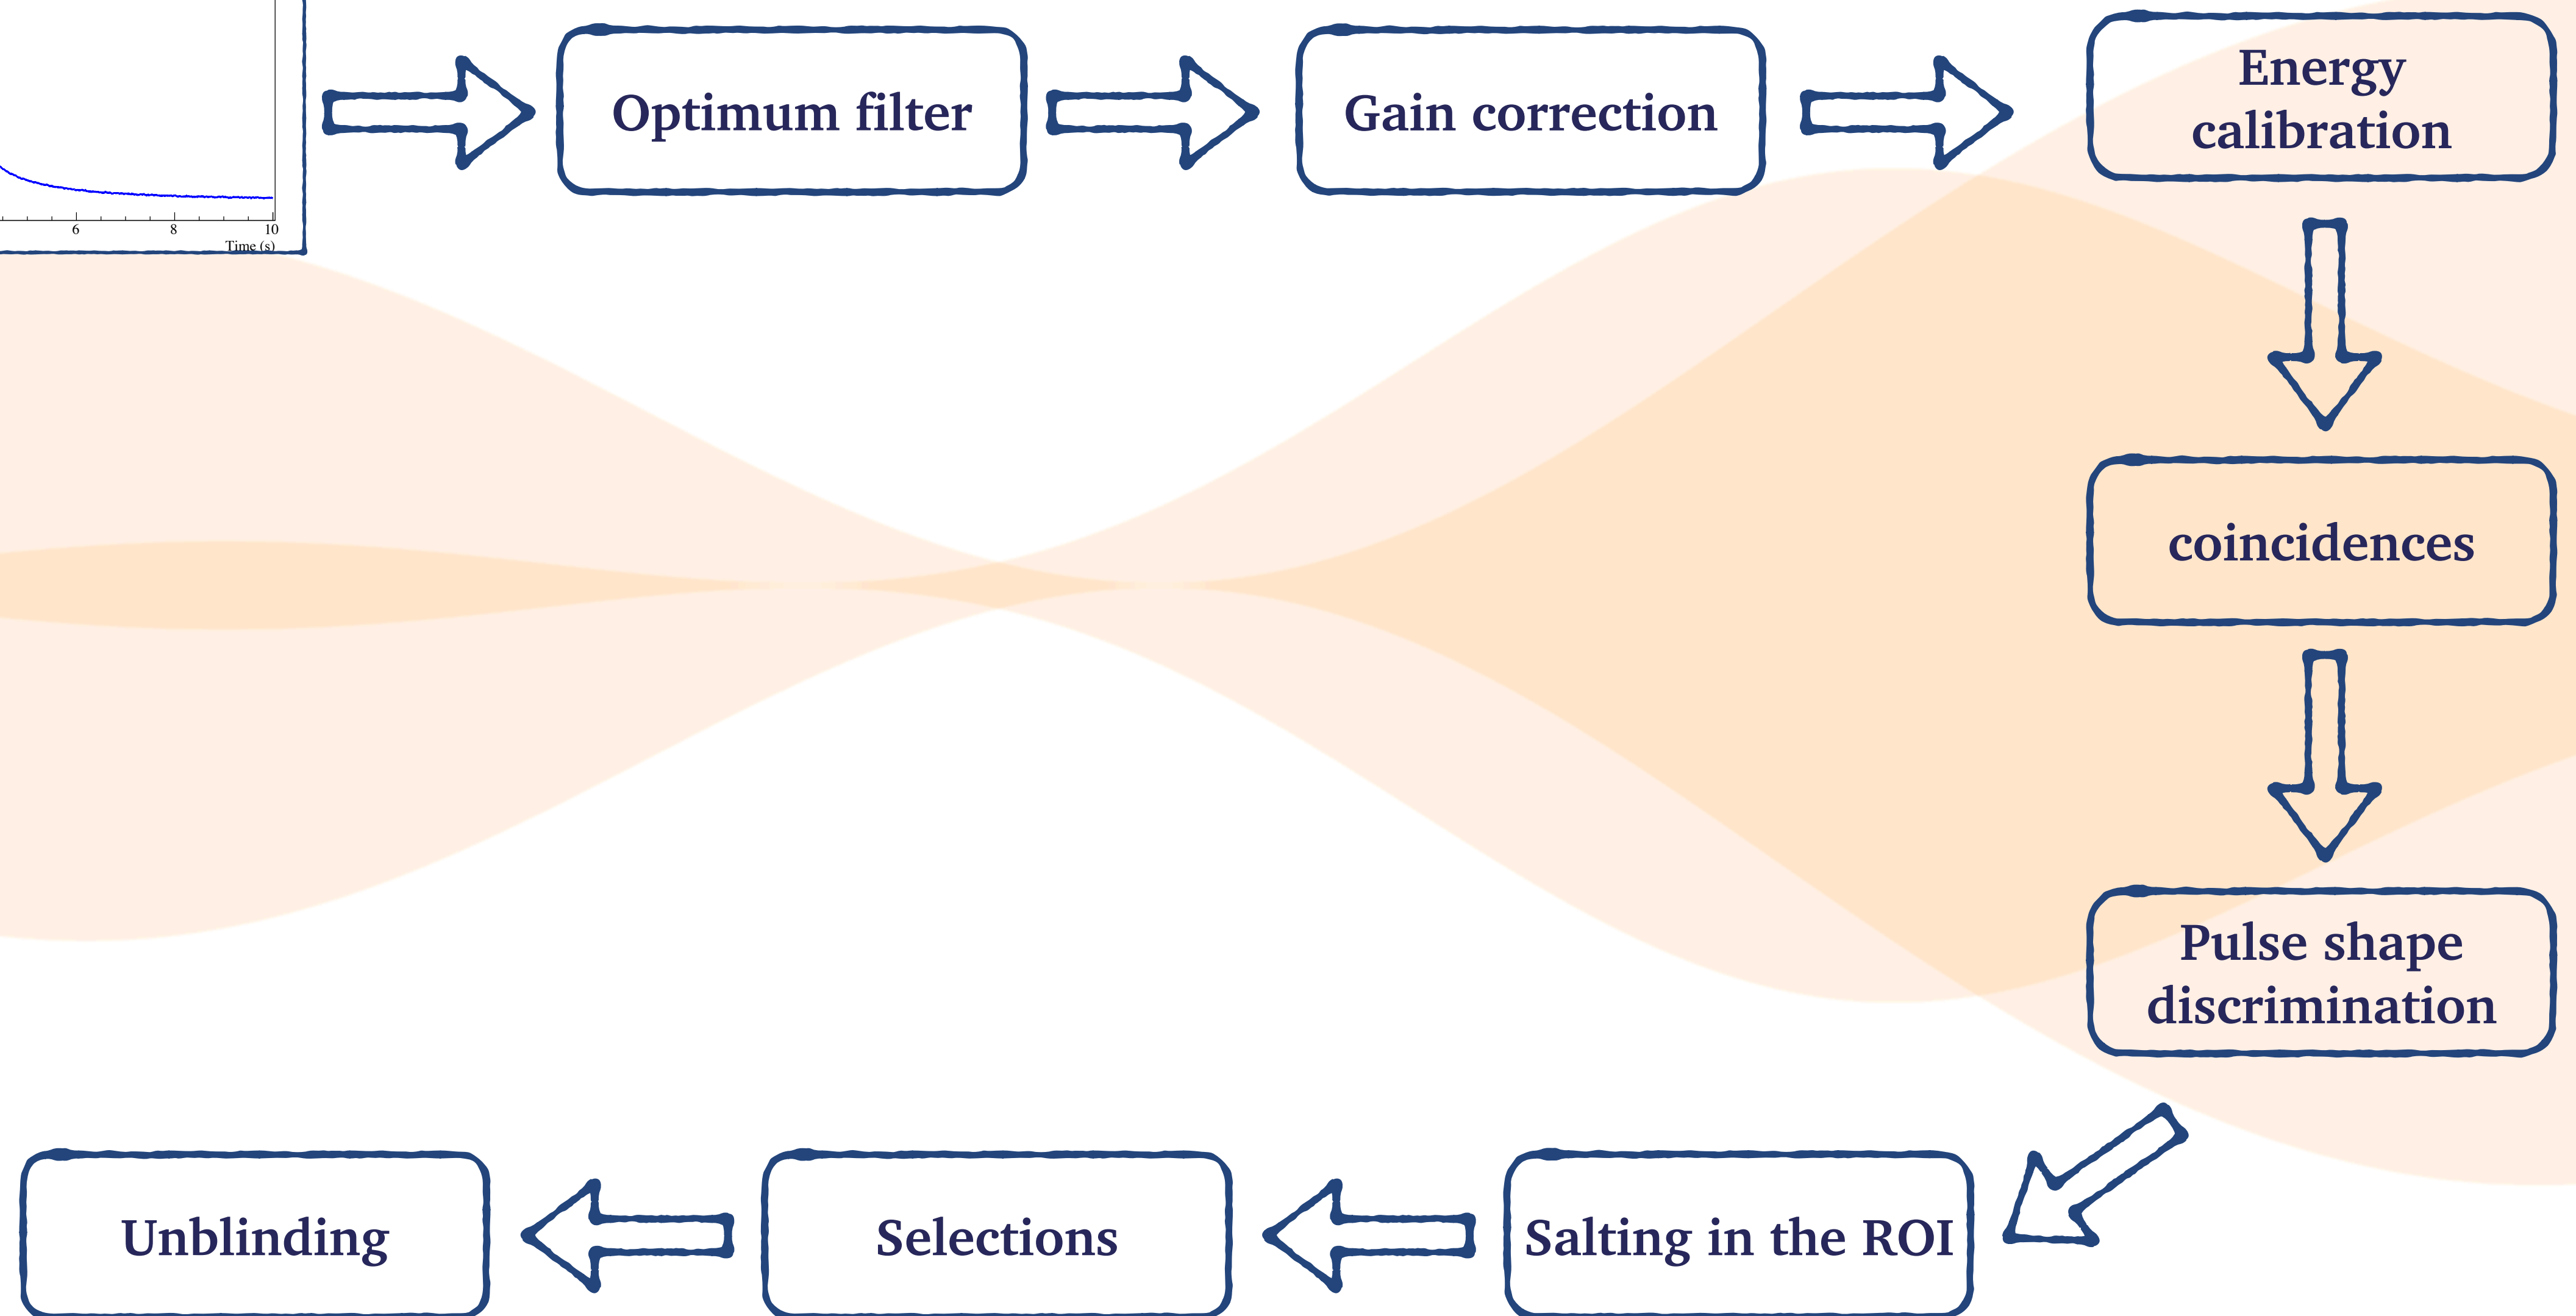 Optimum filter
Gain correction
Energy
calibration
6 8 10
Time (s)
coincidences
Pulse shape
discrimination
Salting in the ROI
Selections
Unblinding